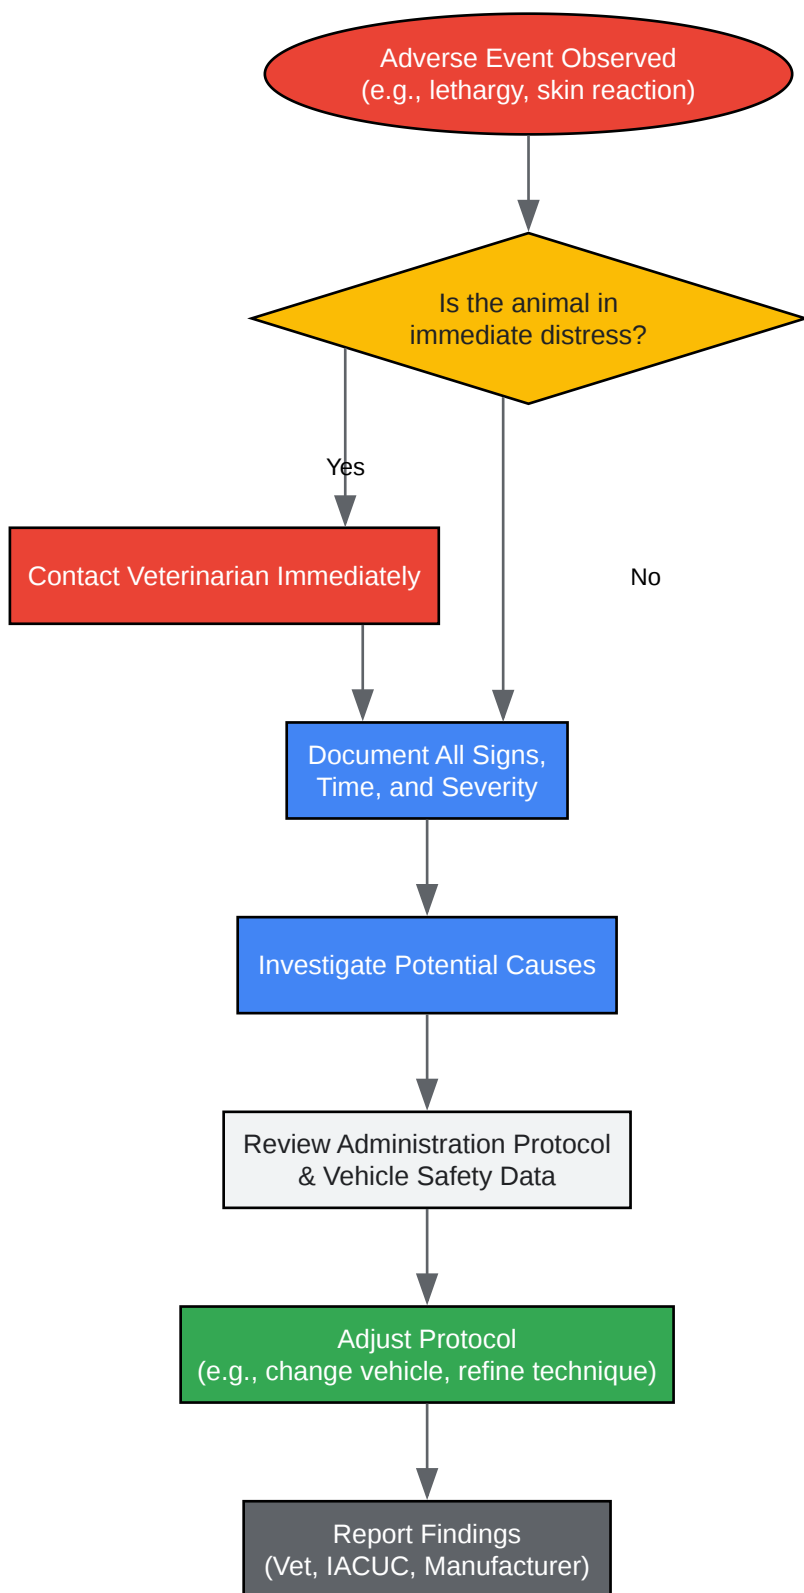 Adverse Event Observed
(e.g., lethargy, skin reaction)
Is the animal in
immediate distress?
Yes
Contact Veterinarian Immediately
No
Document All Signs,
Time, and Severity
Investigate Potential Causes
Review Administration Protocol
& Vehicle Safety Data
Adjust Protocol
(e.g., change vehicle, refine technique)
Report Findings
(Vet, IACUC, Manufacturer)